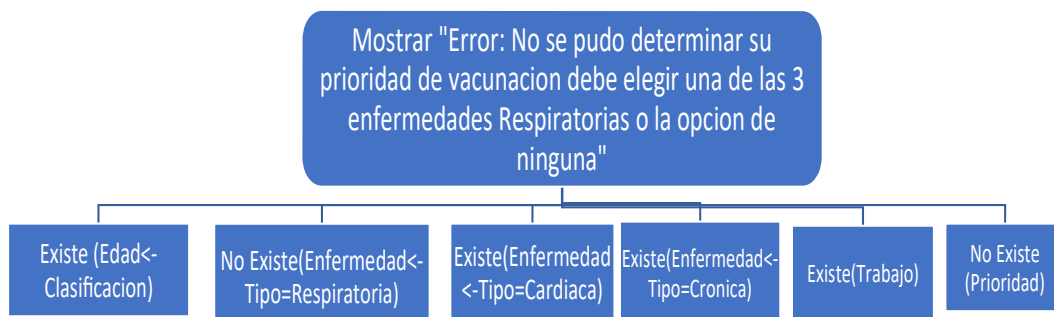 Mostrar "Error: No se pudo determinar su
prioridad de vacunacion debe elegir una de las 3
enfermedades Respiratorias o la opcion de
ninguna"
Existe (Edad<-
Clasificacion)
No Existe(Enfermedad<-
Tipo=Respiratoria)
Existe(Enfermedad
<-Tipo=Cardiaca)
Existe(Enfermedad<-
Tipo=Cronica)
Existe(Trabajo)
No Existe
(Prioridad)